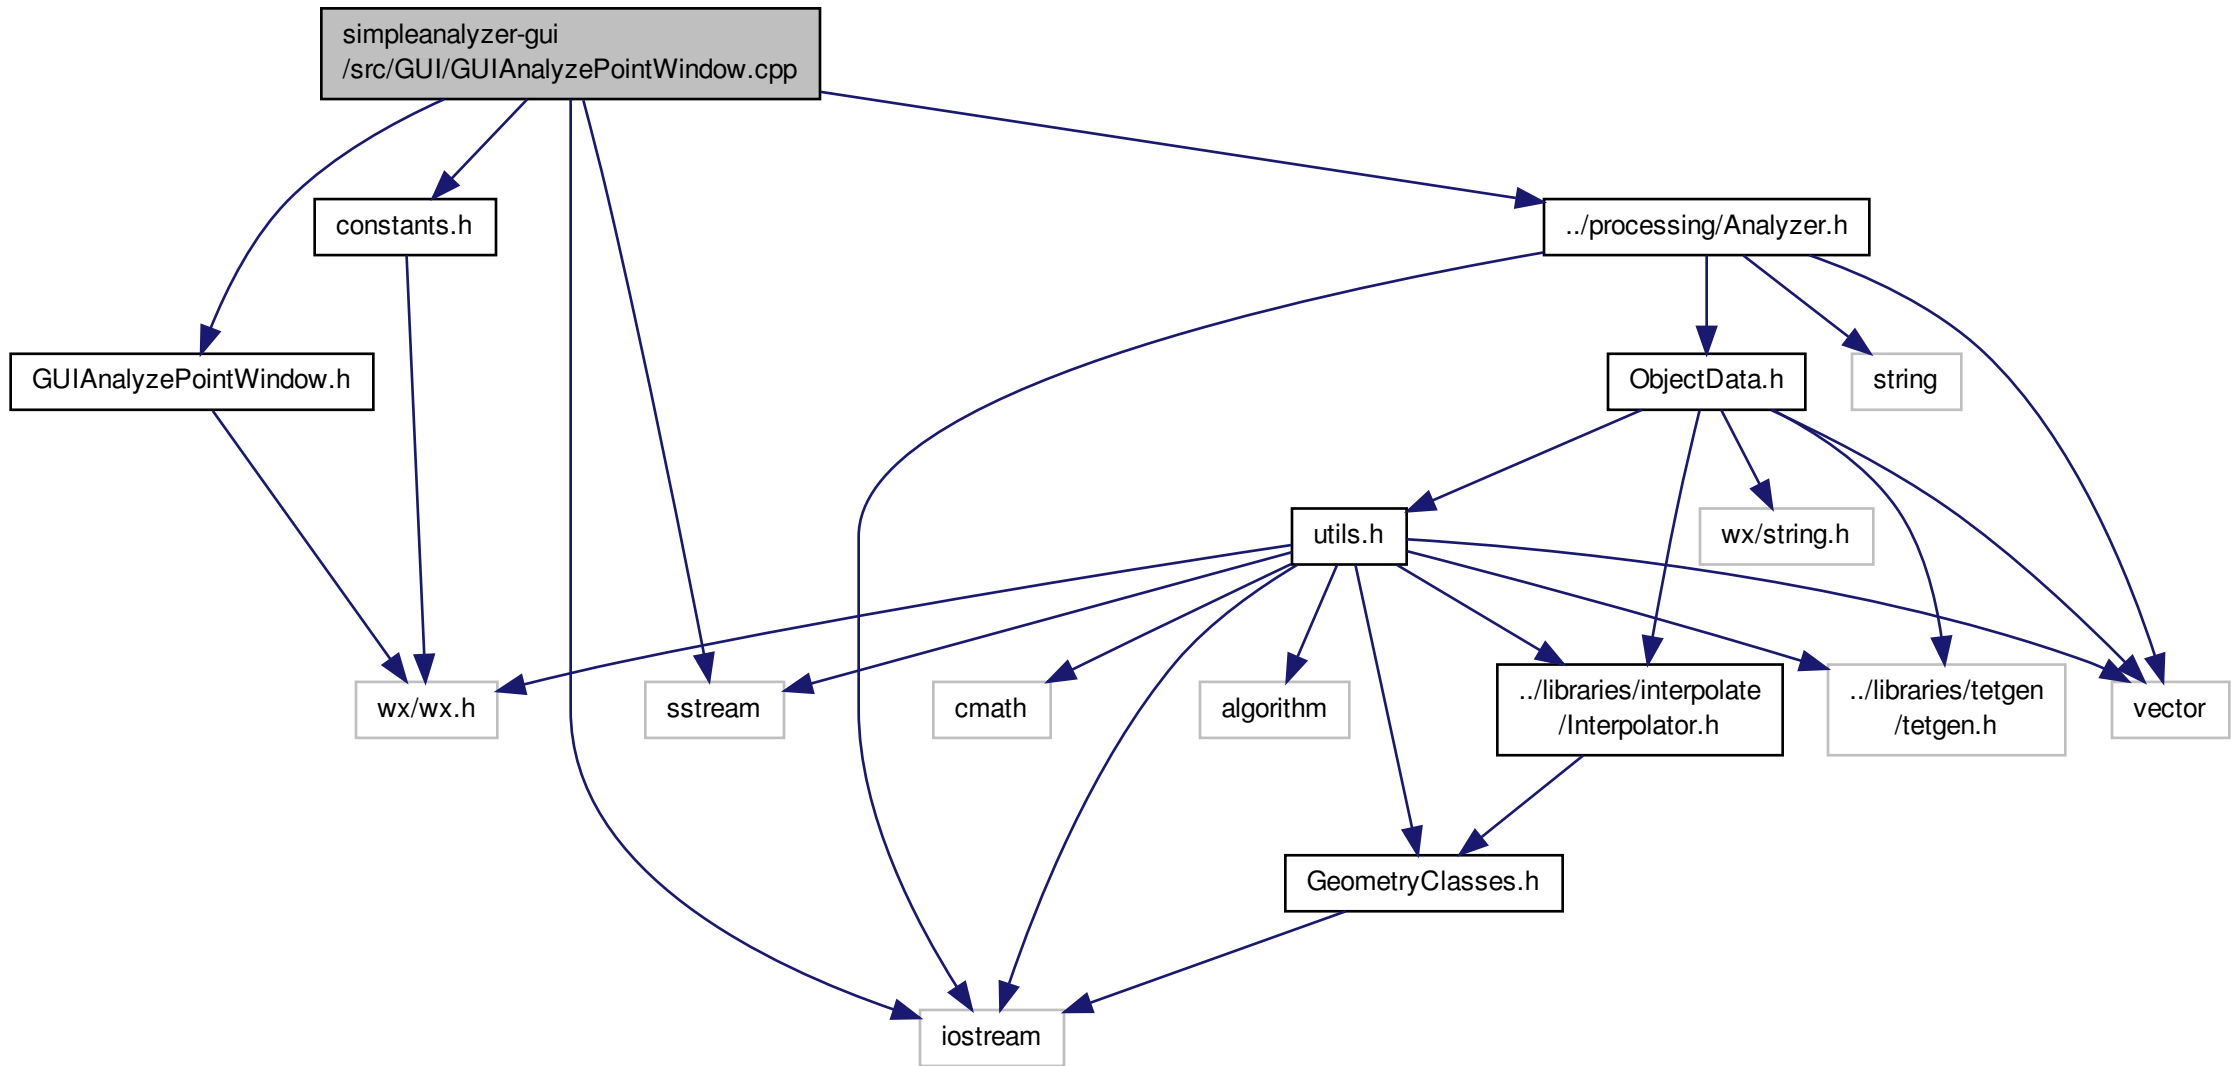 simpleanalyzer-gui
/src/GUI/GUIAnalyzePointWindow.cpp
constants.h
../processing/Analyzer.h
GUIAnalyzePointWindow.h
ObjectData.h
string
utils.h
wx/string.h
wx/wx.h
sstream
cmath
algorithm
../libraries/interpolate
/Interpolator.h
../libraries/tetgen
/tetgen.h
vector
GeometryClasses.h
iostream